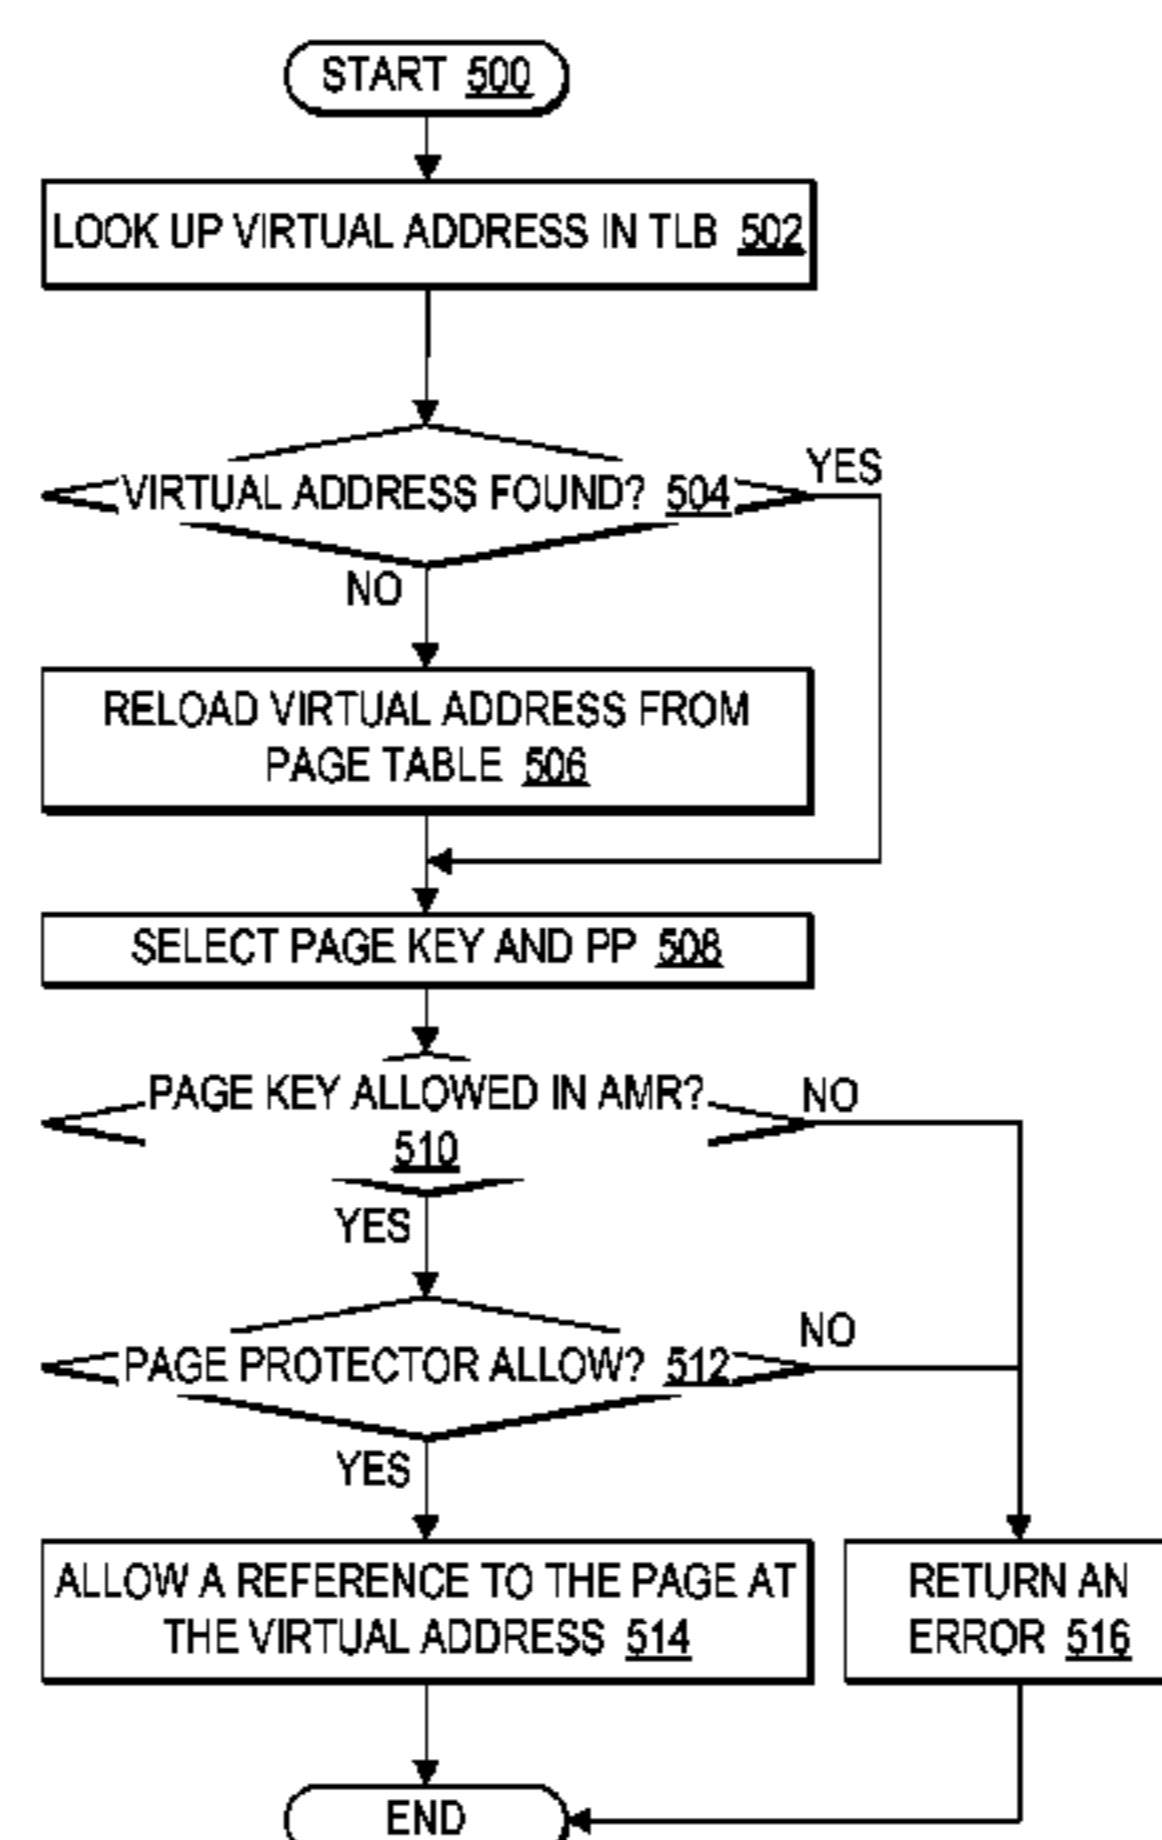 START 500
LOOK UP VIRTUAL ADDRESS IN TLB 502
VIRTUAL ADDRESS FOUND? 504
YES
NO
RELOAD VIRTUAL ADDRESS FROM
PAGE TABLE 506
SELECT PAGE KEY AND PP 508
PAGE KEY ALLOWED IN AMR?
510
NO
YES
PAGE PROTECTOR ALLOW? 512
NO
YES
ALLOW A REFERENCE TO THE PAGE AT
THE VIRTUAL ADDRESS 514
RETURN AN
ERROR 516
END